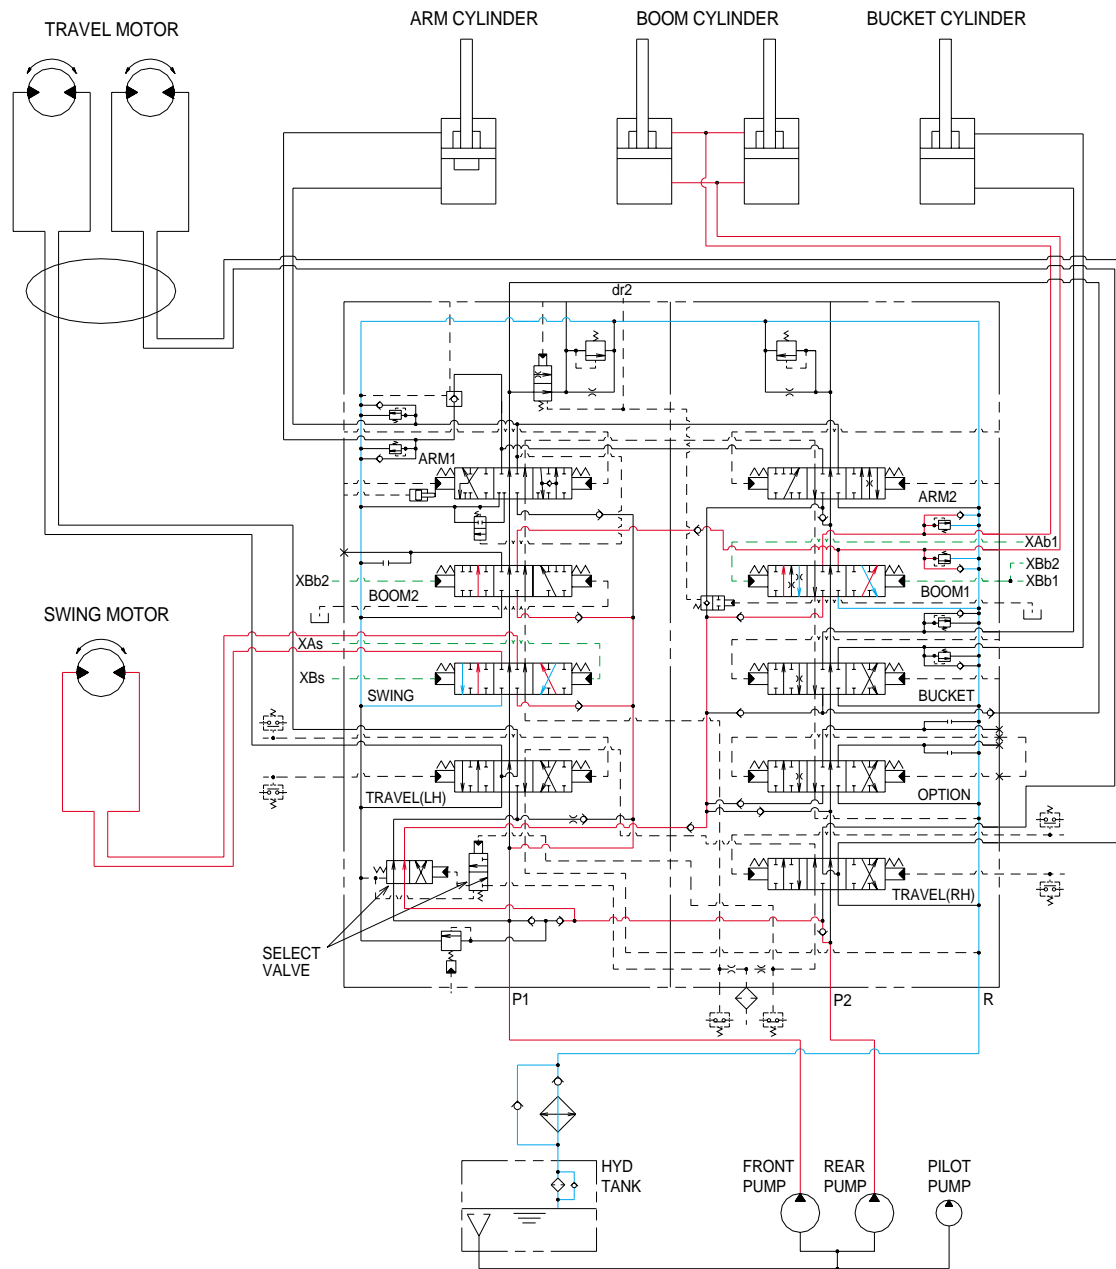 ARM CYLINDER
BOOM CYLINDER
BUCKET CYLINDER
TRAVEL MOTOR
dr2
ARM1
ARM2
XAb1
XBb2
XBb2
XBb1
BOOM2
BOOM1
SWING MOTOR
XAs
XBs
SWING
BUCKET
TRAVEL(LH)
OPTION
TRAVEL(RH)
SELECT
VALVE
P1
P2
R
HYD
TANK
FRONT
PUMP
REAR
PUMP
PILOT
PUMP